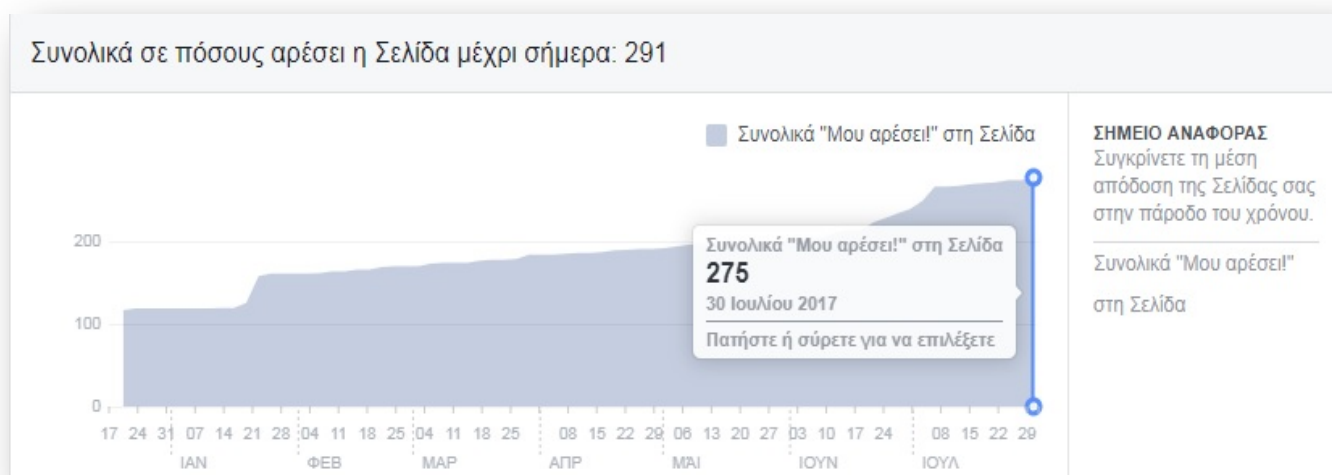 Συνολικά σε πόσους αρέσει η Σελίδα μέχρι σήμερα: 291
Συνολικά "Μου αρέσει!" στη Σελίδα
ΣΗΜΕΙΟ ΑΝΑΦΟΡΑΣ
Συγκρίνετε τη μέση
απόδοση της Σελίδας σας
στην πάροδο του χρόνου.
Συνολικά "Μου αρέσει!"
στη Σελίδα
200
100
0
Συνολικά "Μου αρέσει!" στη Σελίδα
275
30 Ιουλίου 2017
Πατήστε ή σύρετε για να επιλέξετε
17 24 31 07 14 21 28 04 11 18 25 04 11 18 25 08 15 22 29 06 13 20 27 03 10 17 24 08 15 22 29
ΙΑΝ ΦΕΒ ΜΑΡ ΑΠΡ ΜΆΙ ΙΟΥΝ ΙΟΥΛ